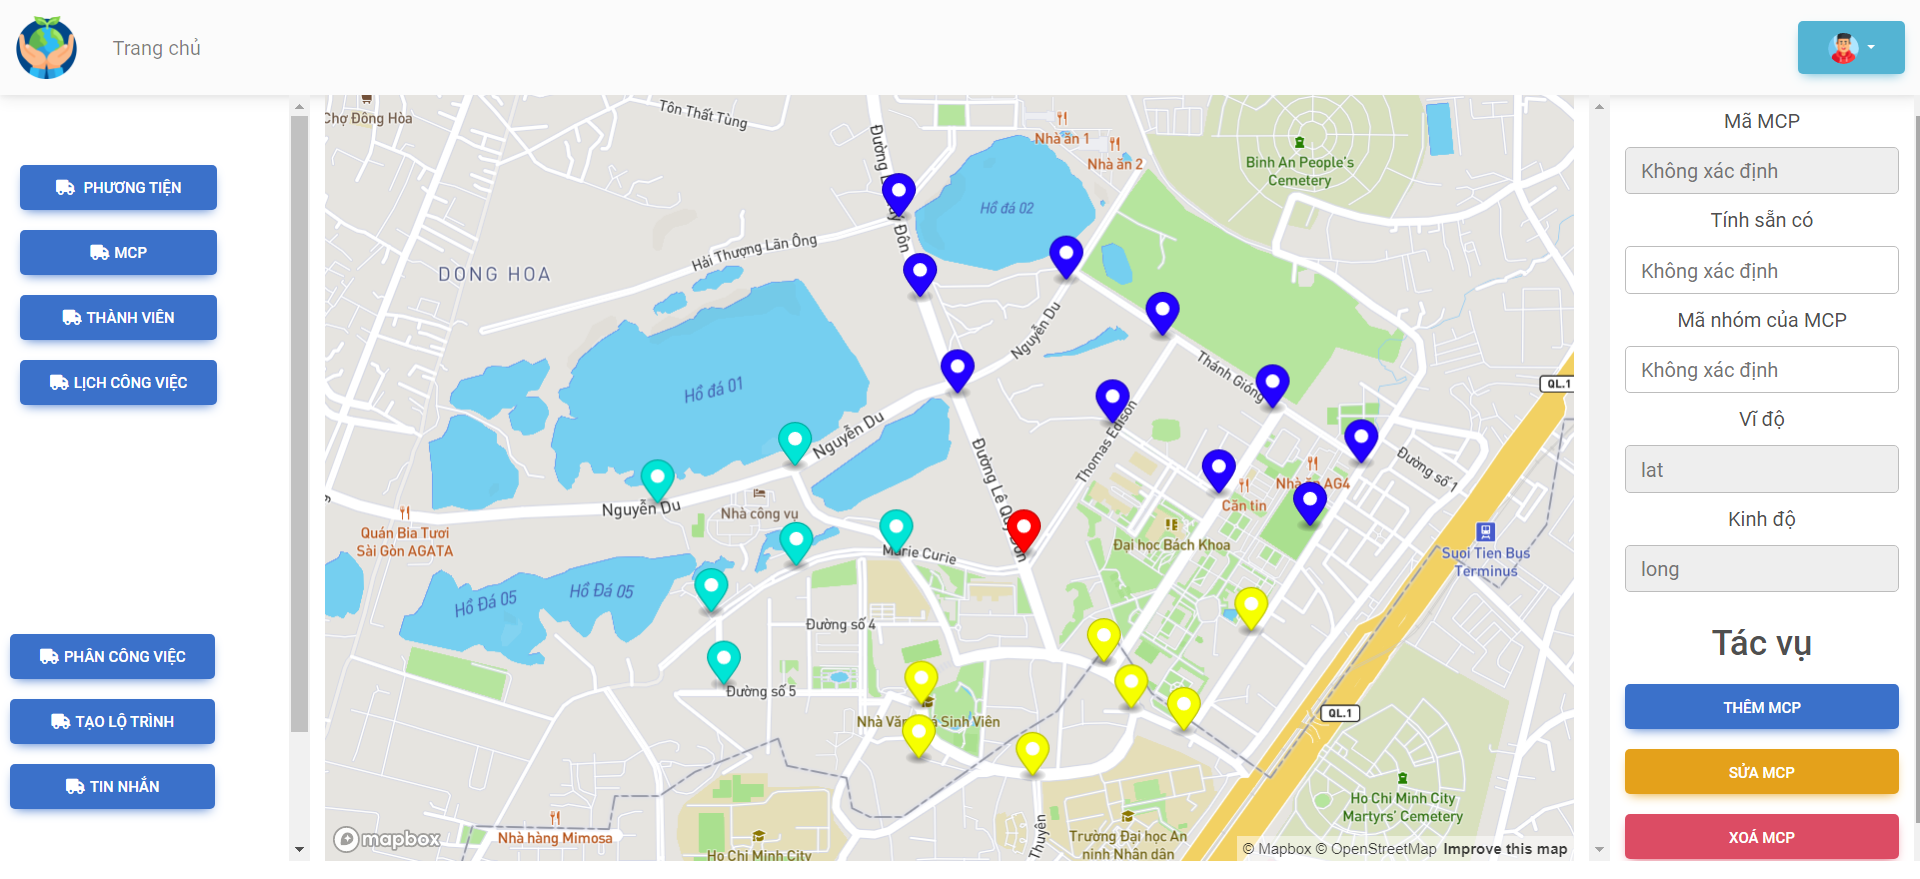 Trang chủ
PHƯƠNG TIỆN
MCP
THÀNH VIÊN
LỊCH CÔNG VIỆC
PHÂN CÔNG VIỆC
TẠO LỘ TRÌNH
TIN NHẮN
Chợ Đông Hòa
Tôn Thất Tùng
Nhà ăn 1
Nhà ăn 2
Binh An People's
Cemetery
Hồ đá 02
Hải Thượng Lãn Ông
DONG HOA
Nguyễn Du
Thánh Gióng
QL.1
Hồ đá 01
Nguyễn Du
Thomas Edison
Đường Lê Quý Đôn
Đường số 1
Nhà ăn AG4
Căn tin
Nguyễn Du
Nhà công vụ
Quán Bia Tươi
Sài Gòn AGATA
Marie Curie
Đại học Bách Khoa
Suoi Tien Bus
Terminus
Hồ Đá 05
Hồ Đá 05
Đường số 4
Đường số 5
Nhà Văn Hoá Sinh Viên
QL.1
Ho Chi Minh City
Martyrs' Cemetery
Nhà hàng Mimosa
Trường Đại học An
ninh Nhân dân
Ho Chi Minh City
Thuyên
mapbox
© Mapbox © OpenStreetMap Improve this map
Mã MCP
Không xác định
Tính sẵn có
Không xác định
Mã nhóm của MCP
Không xác định
Vĩ độ
lat
Kinh độ
long
Tác vụ
THÊM MCP
SỬA MCP
XOÁ MCP